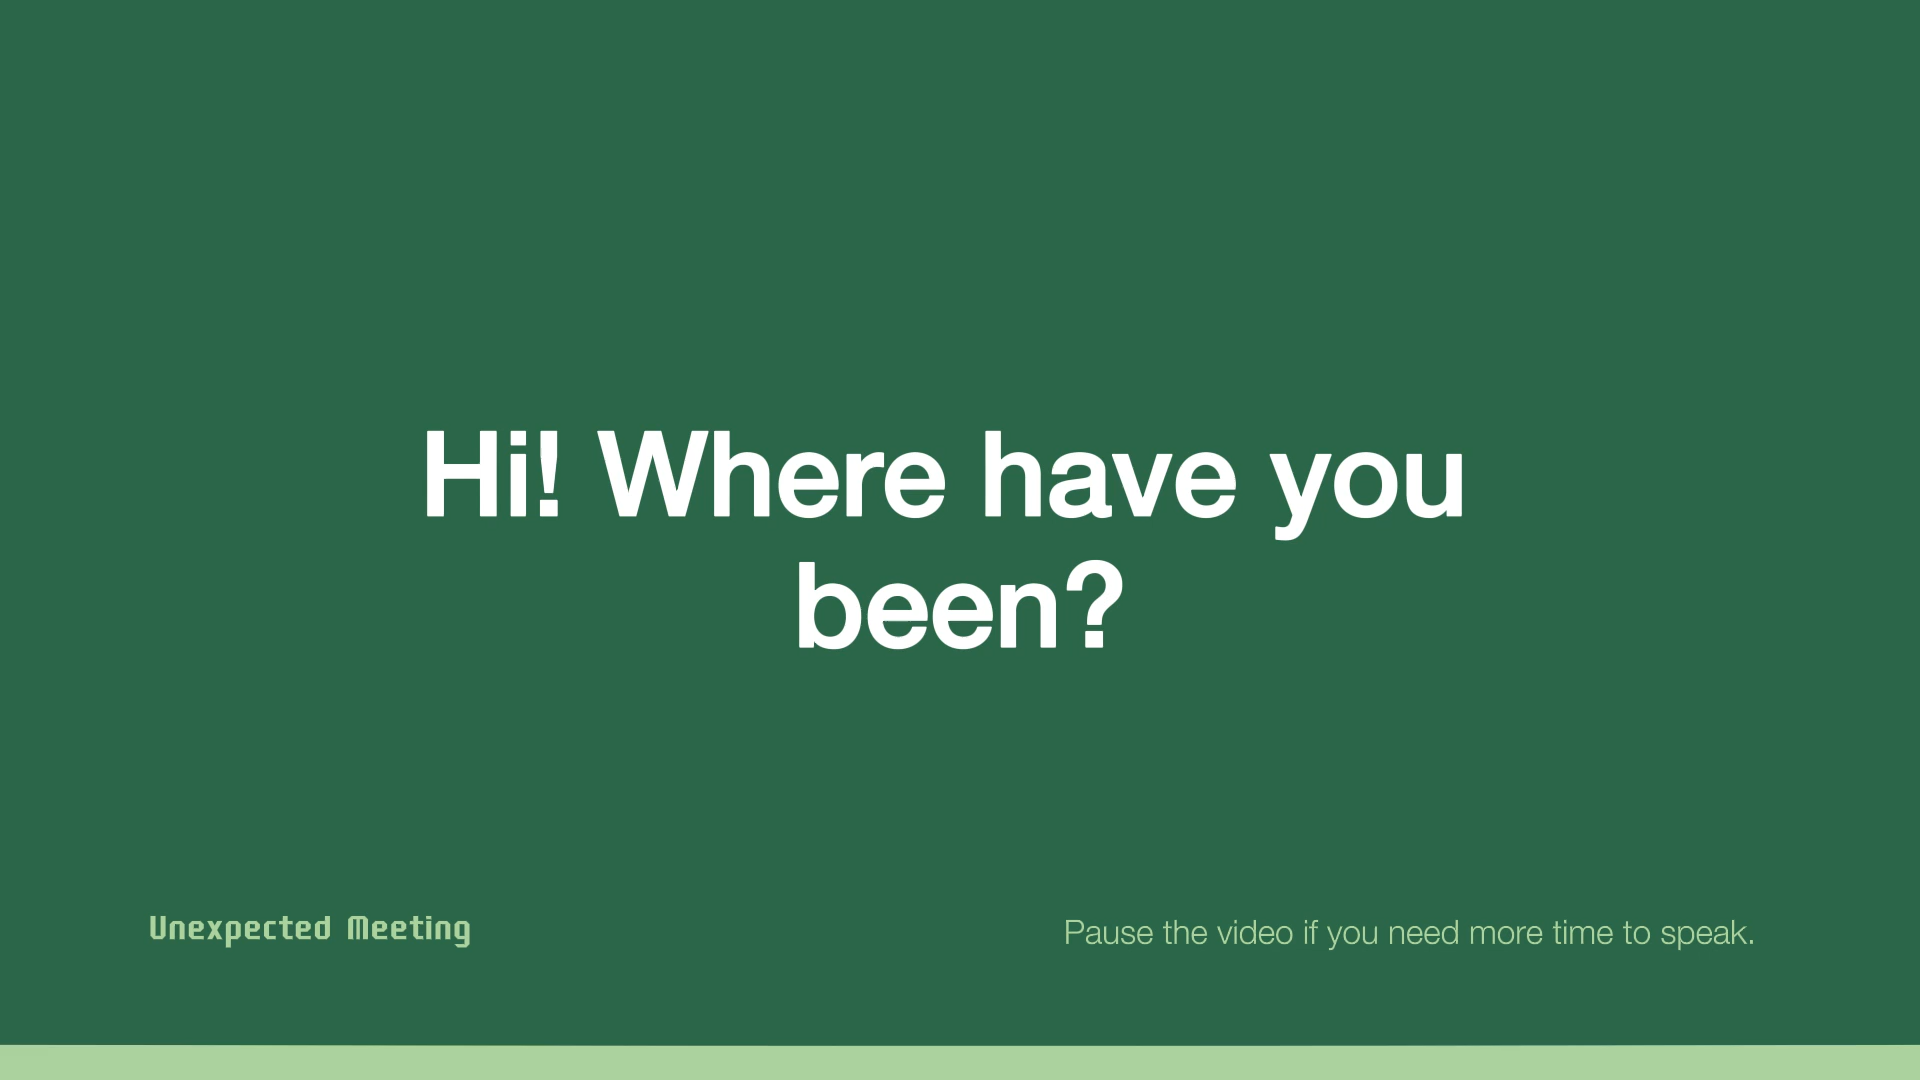 Hi! Where have you
been?
Unexpected Meeting
Pause the video if you need more time to speak.